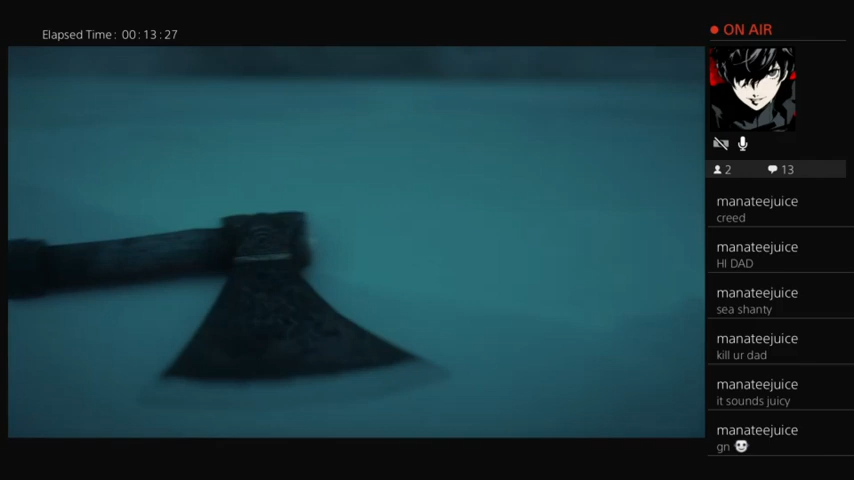 Elapsed Time: 00:13:27
ON AIR
2
13
manateejuice
creed
manateejuice
HI DAD
manateejuice
sea shanty
manateejuice
kill ur dad
manateejuice
it sounds juicy
manateejuice
gn 💀